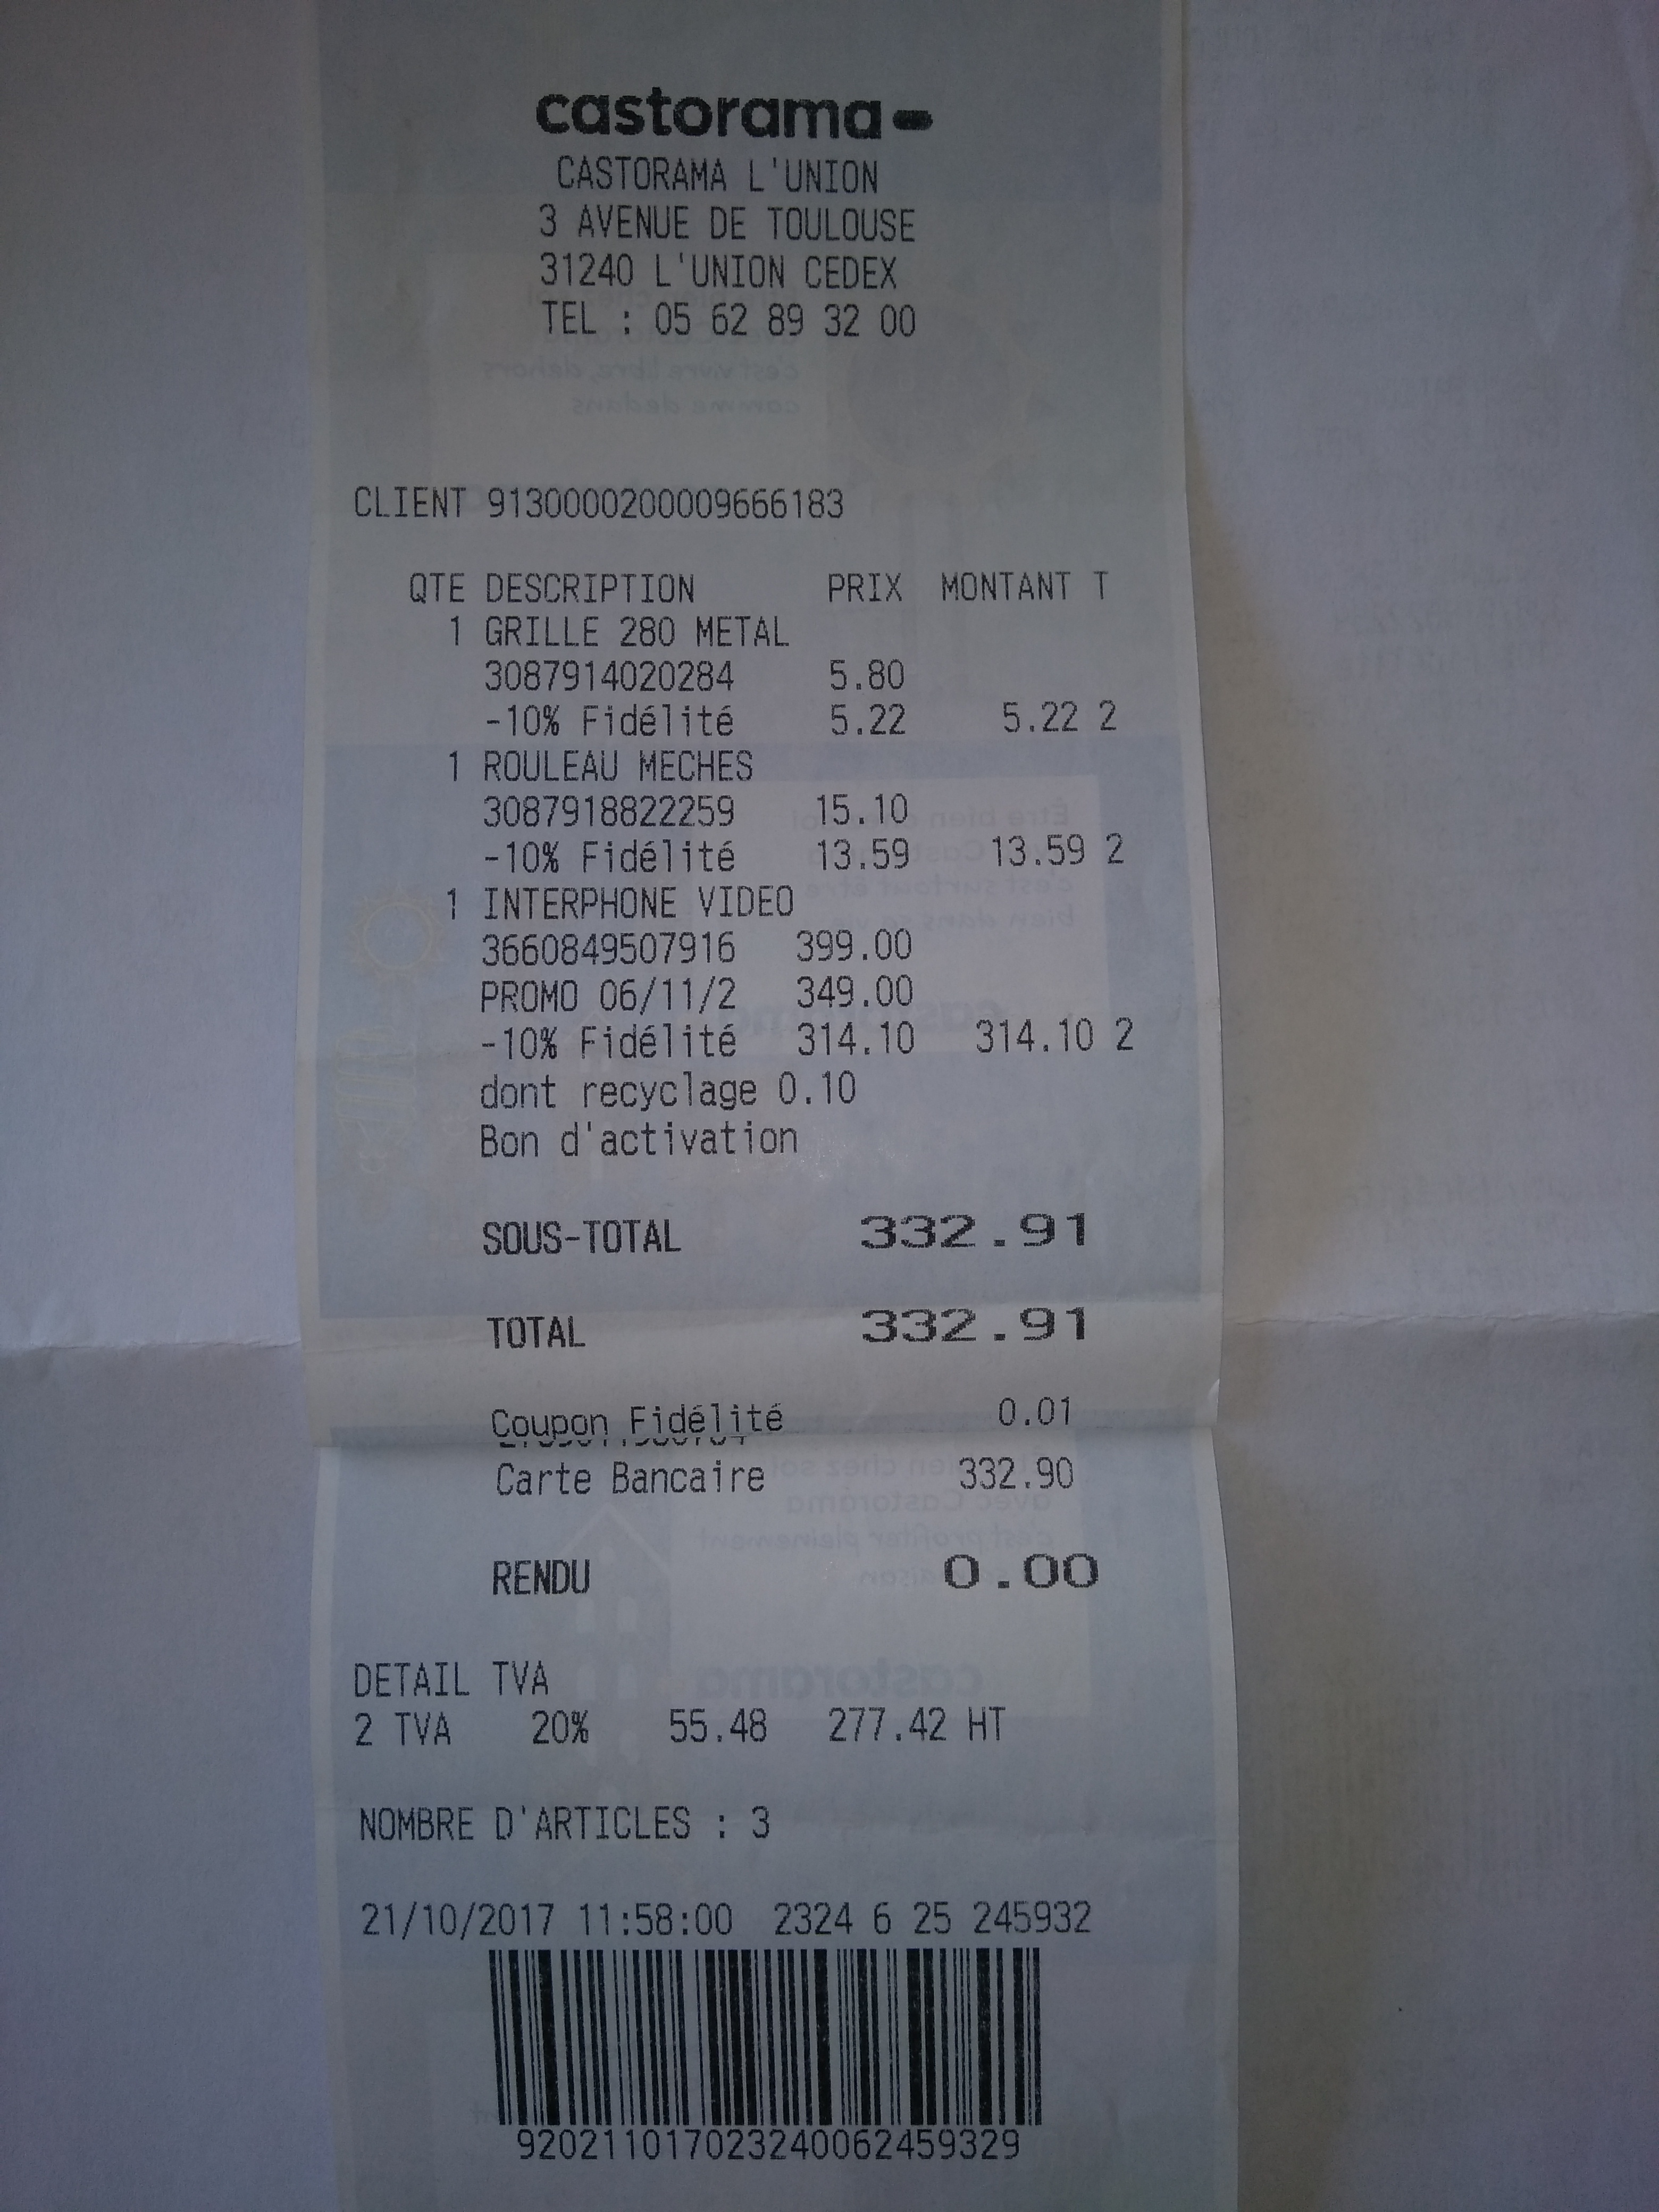 castorama
CASTORAMA L'UNION
3 AVENUE DE TOULOUSE
31240 L'UNION CEDEX
TEL : 05 62 89 32 00
CLIENT 9130000200009666183
QTE DESCRIPTION PRIX MONTANT T
1 GRILLE 280 METAL
3087914020284 5.80
-10% Fidélité 5.22 5.22 2
1 ROULEAU MECHES
3087918822259 15.10
-10% Fidélité 13.59 13.59 2
1 INTERPHONE VIDEO
3660849507916 399.00
PROMO 06/11/2 349.00
-10% Fidélité 314.10 314.10 2
dont recyclage 0.10
Bon d'activation
SOUS-TOTAL 332.91
TOTAL 332.91
Coupon Fidélité 0.01
Carte Bancaire 332.90
RENDU 0.00
DETAIL TVA
2 TVA 20% 55.48 277.42 HT
NOMBRE D'ARTICLES : 3
21/10/2017 11:58:00 2324 6 25 245932
920211017023240062459329